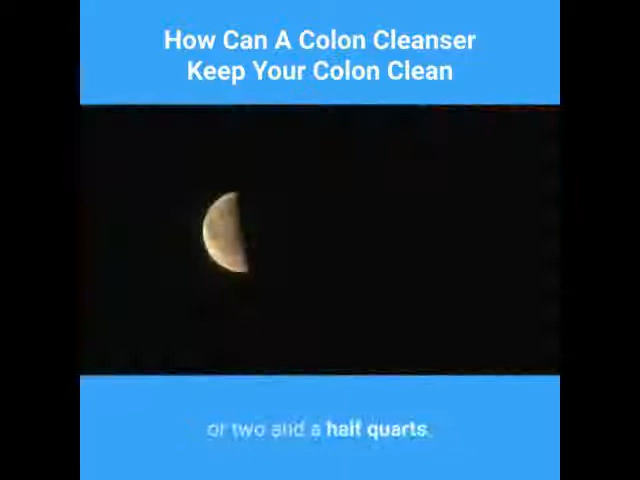 How Can A Colon Cleanser
Keep Your Colon Clean
or two and a half quarts.